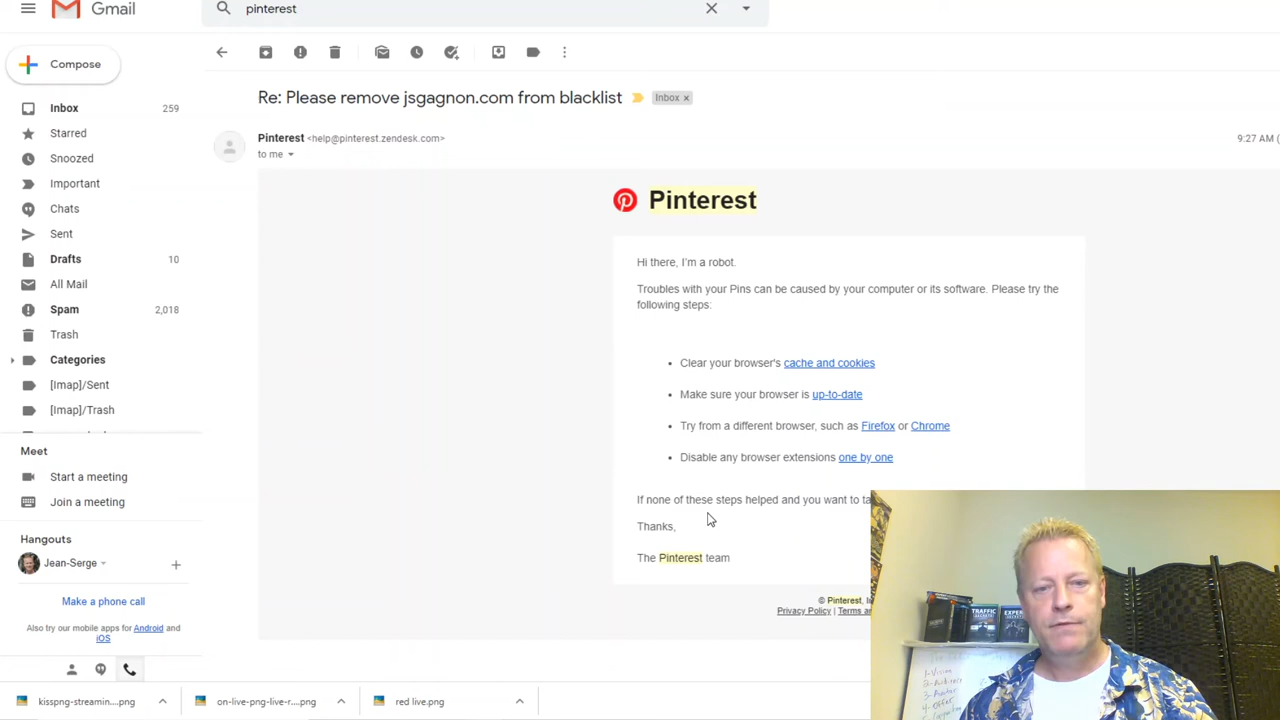 Gmail
pinterest
Compose
Inbox 259
Starred
Snoozed
Important
Chats
Sent
Drafts 10
All Mail
Spam 2,018
Trash
Categories
[Imap]/Sent
[Imap]/Trash
Meet
Start a meeting
Join a meeting
Hangouts
Jean-Serge
Make a phone call
Also try our mobile apps for Android and
iOS
Re: Please remove jsgagnon.com from blacklist Inbox x
Pinterest <help@pinterest.zendesk.com> 9:27 AM (
to me
Pinterest
Hi there, I'm a robot.
Troubles with your Pins can be caused by your computer or its software. Please try the
following steps:
• Clear your browser's cache and cookies
• Make sure your browser is up-to-date
• Try from a different browser, such as Firefox or Chrome
• Disable any browser extensions one by one
If none of these steps helped and you want to
Thanks,
The Pinterest team
© Pinterest,
Privacy Policy | Terms
TRAFFIC
SECRETS
EXPER
SECRE
kisspng-streamin....png
on-live-png-live-r....png
red live.png